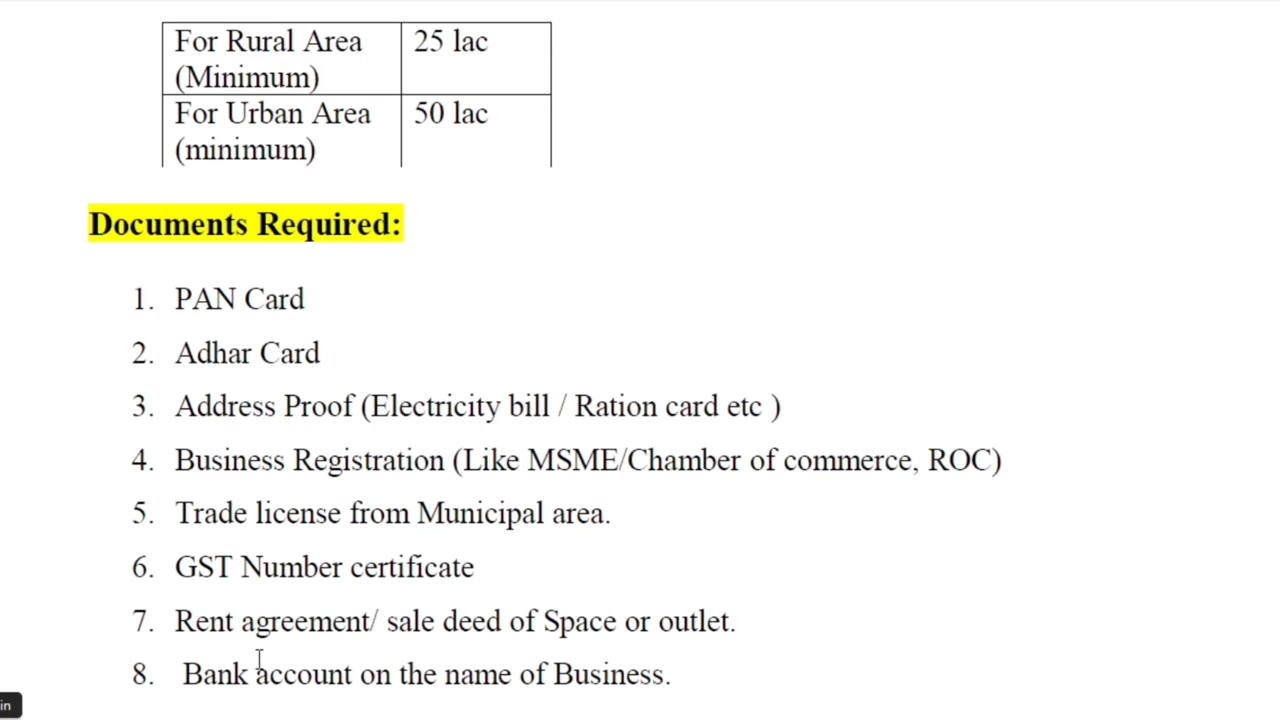 For Rural Area 25 lac
(Minimum)
For Urban Area 50 lac
(minimum)
Documents Required:
1. PAN Card
2. Adhar Card
3. Address Proof (Electricity bill / Ration card etc )
4. Business Registration (Like MSME/Chamber of commerce, ROC)
5. Trade license from Municipal area.
6. GST Number certificate
7. Rent agreement/ sale deed of Space or outlet.
8. Bank account on the name of Business.
in